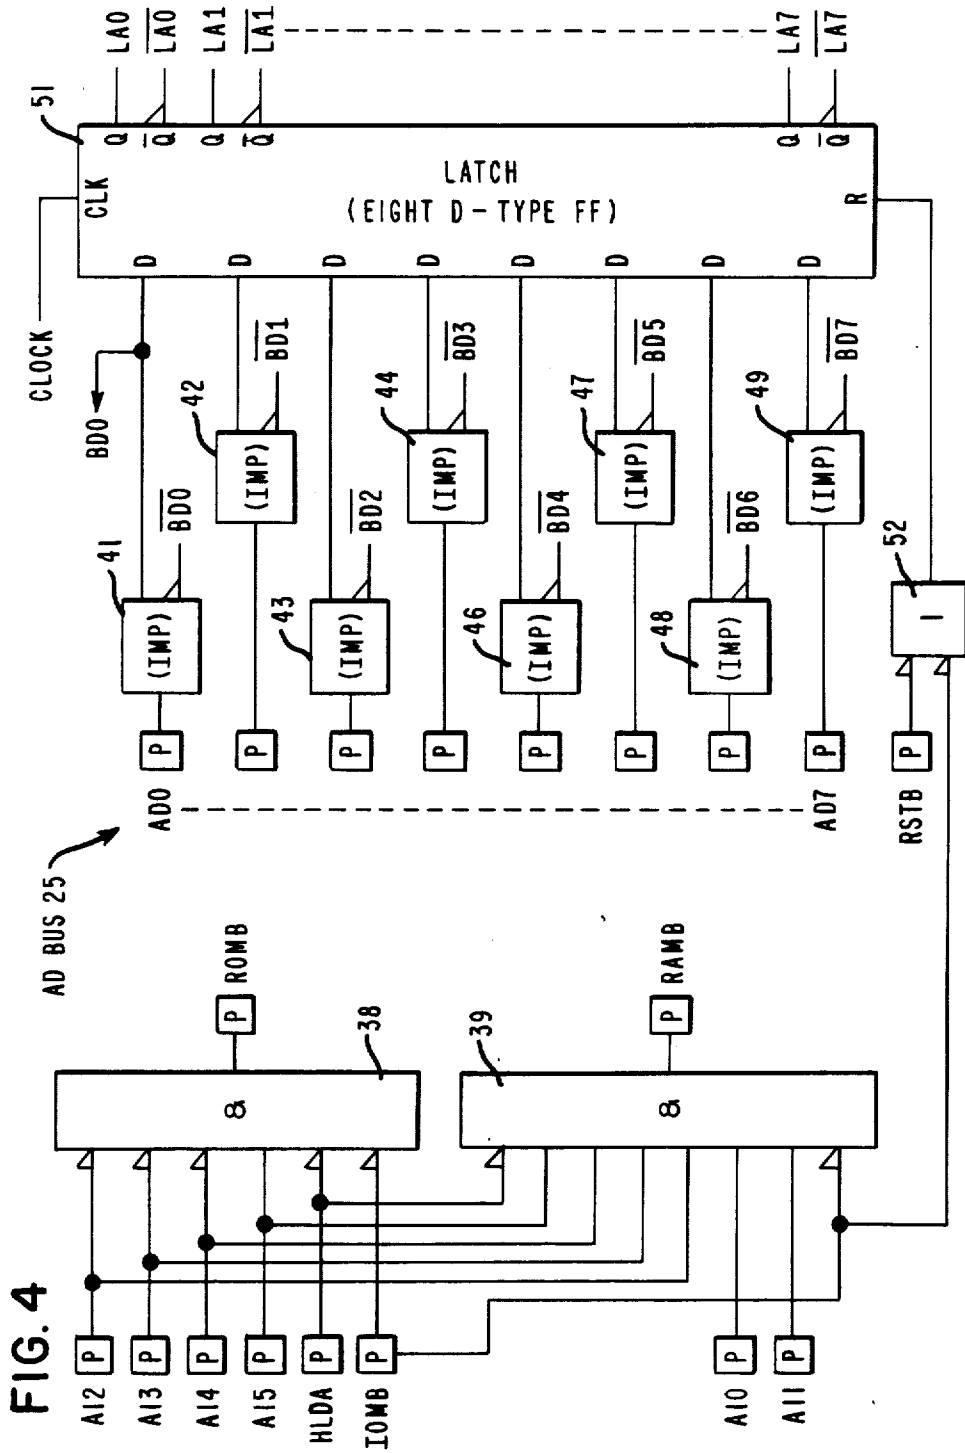 FIG. 4
A12 P
A13 P
A14 P
A15 P
HLDA P
IOMB P
A10 P
A11 P
&
38
P ROMB
&
39
P RAMB
AD BUS 25
AD0 P
P
P
P
P
P
P
AD7 P
RSTB P
(IMP) 41
(IMP) 42
(IMP) 43
(IMP) 44
(IMP) 46
(IMP) 47
(IMP) 48
(IMP) 49
I 52
BD0
BD0
BD1
BD2
BD3
BD4
BD5
BD6
BD7
CLOCK
CLK
51
LATCH
(EIGHT D-TYPE FF)
D
D
D
D
D
D
D
D
R
Q LA0
Q LA0
Q LA1
Q LA1
Q LA7
Q LA7